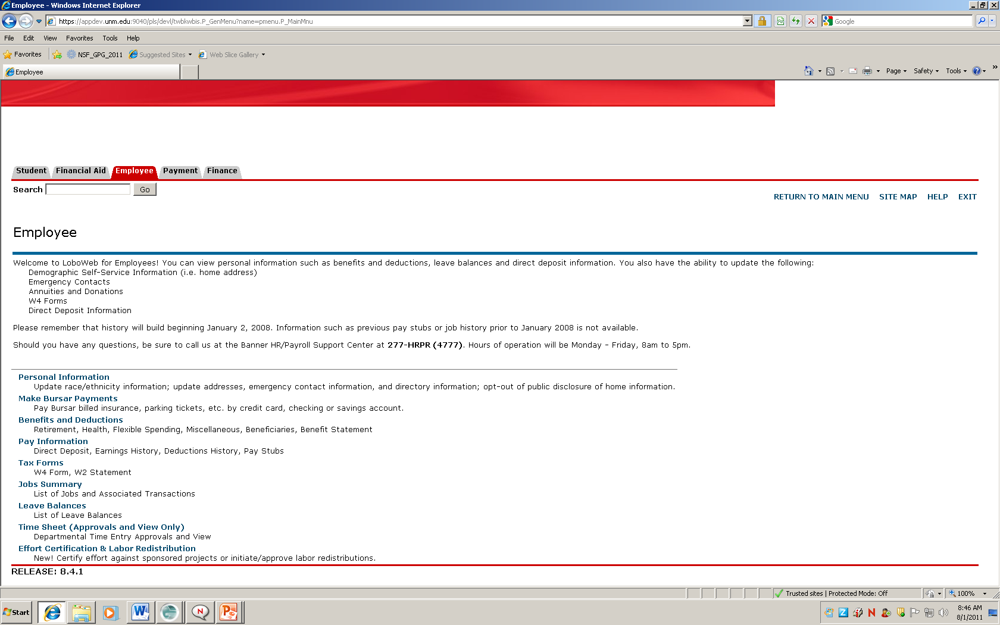 Employee - Windows Internet Explorer
https://appdev.unm.edu:9040/pls/devl/twbkwbis.P_GenMenu?name=pmenu.P_MainMnu
Google
File Edit View Favorites Tools Help
Favorites NSF_GPG_2011 Suggested Sites Web Slice Gallery
Employee
Page Safety Tools
Student Financial Aid Employee Payment Finance
Search Go
RETURN TO MAIN MENU SITE MAP HELP EXIT
Employee
Welcome to LoboWeb for Employees! You can view personal information such as benefits and deductions, leave balances and direct deposit information. You also have the ability to update the following:
Demographic Self-Service Information (i.e. home address)
Emergency Contacts
Annuities and Donations
W4 Forms
Direct Deposit Information
Please remember that history will build beginning January 2, 2008. Information such as previous pay stubs or job history prior to January 2008 is not available.
Should you have any questions, be sure to call us at the Banner HR/Payroll Support Center at 277-HRPR (4777). Hours of operation will be Monday - Friday, 8am to 5pm.
Personal Information
Update race/ethnicity information; update addresses, emergency contact information, and directory information; opt-out of public disclosure of home information.
Make Bursar Payments
Pay Bursar billed insurance, parking tickets, etc. by credit card, checking or savings account.
Benefits and Deductions
Retirement, Health, Flexible Spending, Miscellaneous, Beneficiaries, Benefit Statement
Pay Information
Direct Deposit, Earnings History, Deductions History, Pay Stubs
Tax Forms
W4 Form, W2 Statement
Jobs Summary
List of Jobs and Associated Transactions
Leave Balances
List of Leave Balances
Time Sheet (Approvals and View Only)
Departmental Time Entry Approvals and View
Effort Certification & Labor Redistribution
New! Certify effort against sponsored projects or initiate/approve labor redistributions.
RELEASE: 8.4.1
Trusted sites | Protected Mode: Off
100%
Start
8:46 AM
8/1/2011